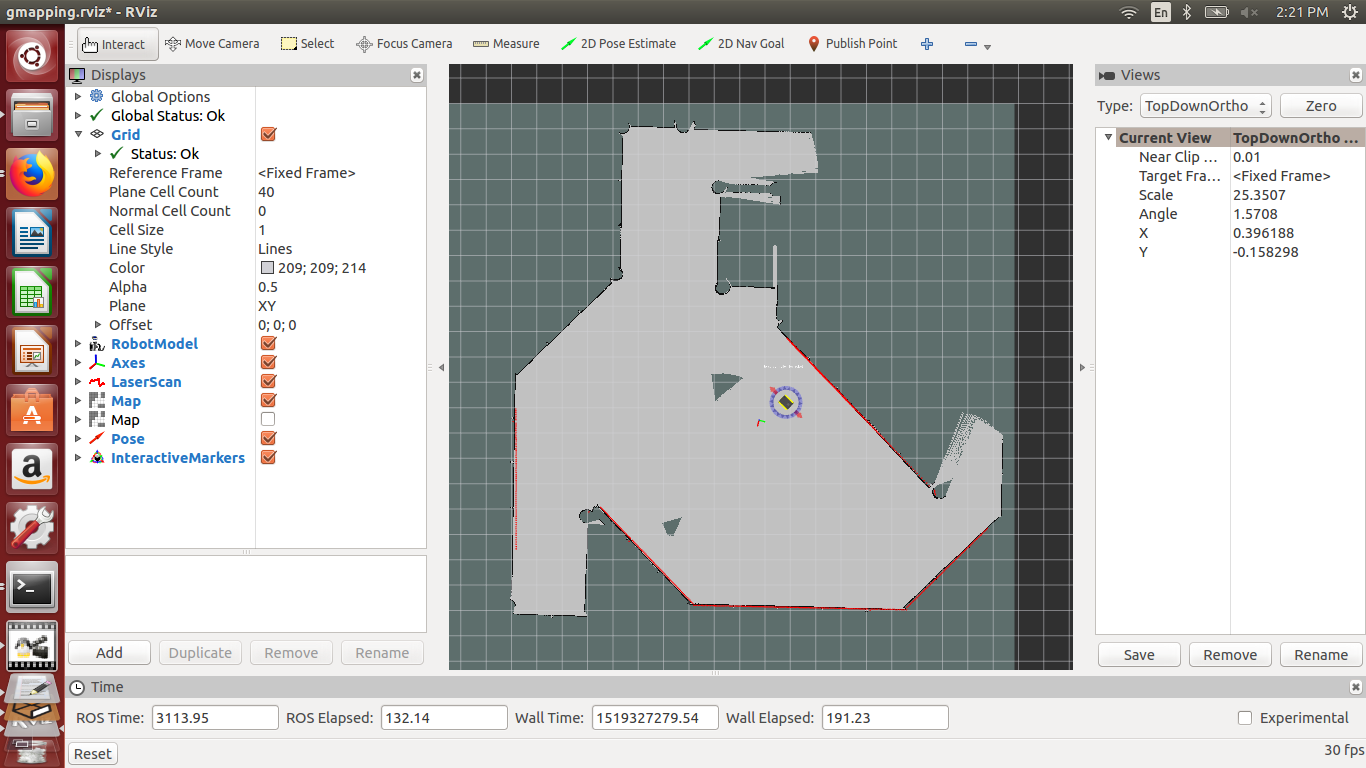 gmapping.rviz* - RViz
En
2:21 PM
Interact Move Camera Select Focus Camera Measure 2D Pose Estimate 2D Nav Goal Publish Point
Displays
Global Options
Global Status: Ok
Grid
Status: Ok
Reference Frame <Fixed Frame>
Plane Cell Count 40
Normal Cell Count 0
Cell Size 1
Line Style Lines
Color 209; 209; 214
Alpha 0.5
Plane XY
Offset 0; 0; 0
RobotModel
Axes
LaserScan
Map
Map
Pose
InteractiveMarkers
Add Duplicate Remove Rename
Views
Type: TopDownOrtho Zero
Current View TopDownOrtho ...
Near Clip ... 0.01
Target Fra... <Fixed Frame>
Scale 25.3507
Angle 1.5708
X 0.396188
Y -0.158298
Save Remove Rename
Time
ROS Time: 3113.95 ROS Elapsed: 132.14 Wall Time: 1519327279.54 Wall Elapsed: 191.23 Experimental
Reset
30 fps